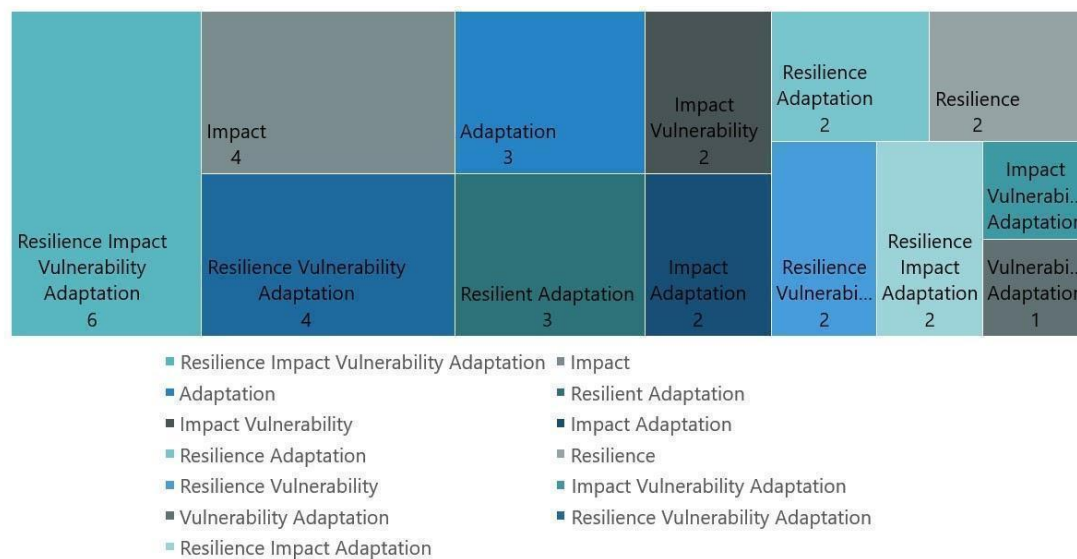 Resilience Impact
Vulnerability
Adaptation
6
Impact
4
Resilience Vulnerability
Adaptation
4
Adaptation
3
Resilient Adaptation
3
Impact
Vulnerability
2
Impact
Adaptation
2
Resilience
Adaptation
2
Resilience
2
Resilience
Vulnerabi...
2
Resilience
Impact
Adaptation
2
Impact
Vulnerabi...
Adaptation
Vulnerabi...
Adaptation
1
Resilience Impact Vulnerability Adaptation
Impact
Adaptation
Resilient Adaptation
Impact Vulnerability
Impact Adaptation
Resilience Adaptation
Resilience
Resilience Vulnerability
Impact Vulnerability Adaptation
Vulnerability Adaptation
Resilience Vulnerability Adaptation
Resilience Impact Adaptation